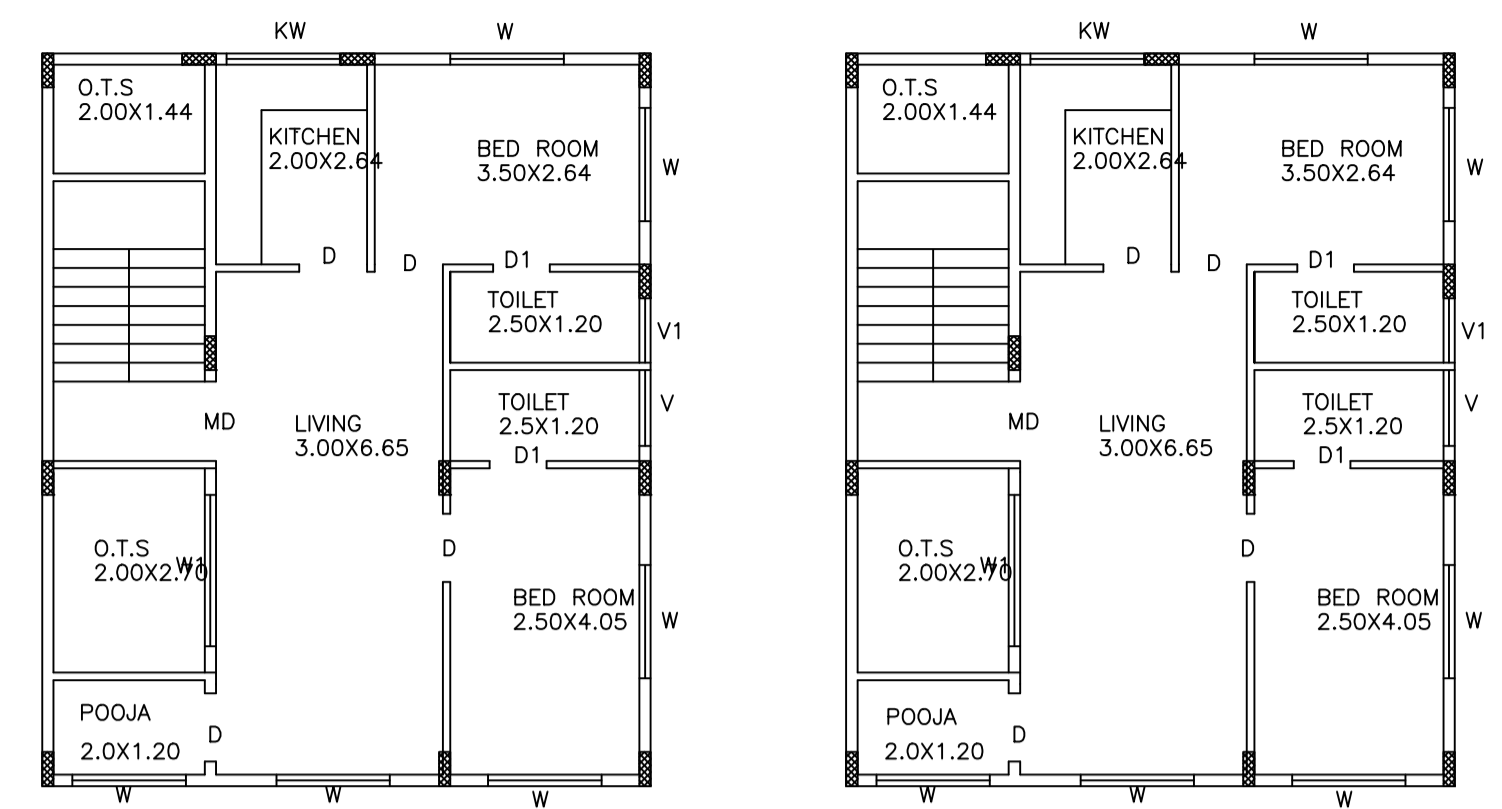 KW
W
O.T.S
2.00X1.44
KITCHEN
2.00X2.64
BED ROOM
3.50X2.64
W
D
D
D1
TOILET
2.50X1.20
V1
TOILET
2.5X1.20
V
MD
LIVING
3.00X6.65
D1
O.T.S
2.00X2.70
W1
D
BED ROOM
2.50X4.05
W
POOJA
2.0X1.20
D
W
W
W
KW
W
O.T.S
2.00X1.44
KITCHEN
2.00X2.64
BED ROOM
3.50X2.64
W
D
D
D1
TOILET
2.50X1.20
V1
TOILET
2.5X1.20
V
MD
LIVING
3.00X6.65
D1
O.T.S
2.00X2.70
W1
D
BED ROOM
2.50X4.05
W
POOJA
2.0X1.20
D
W
W
W